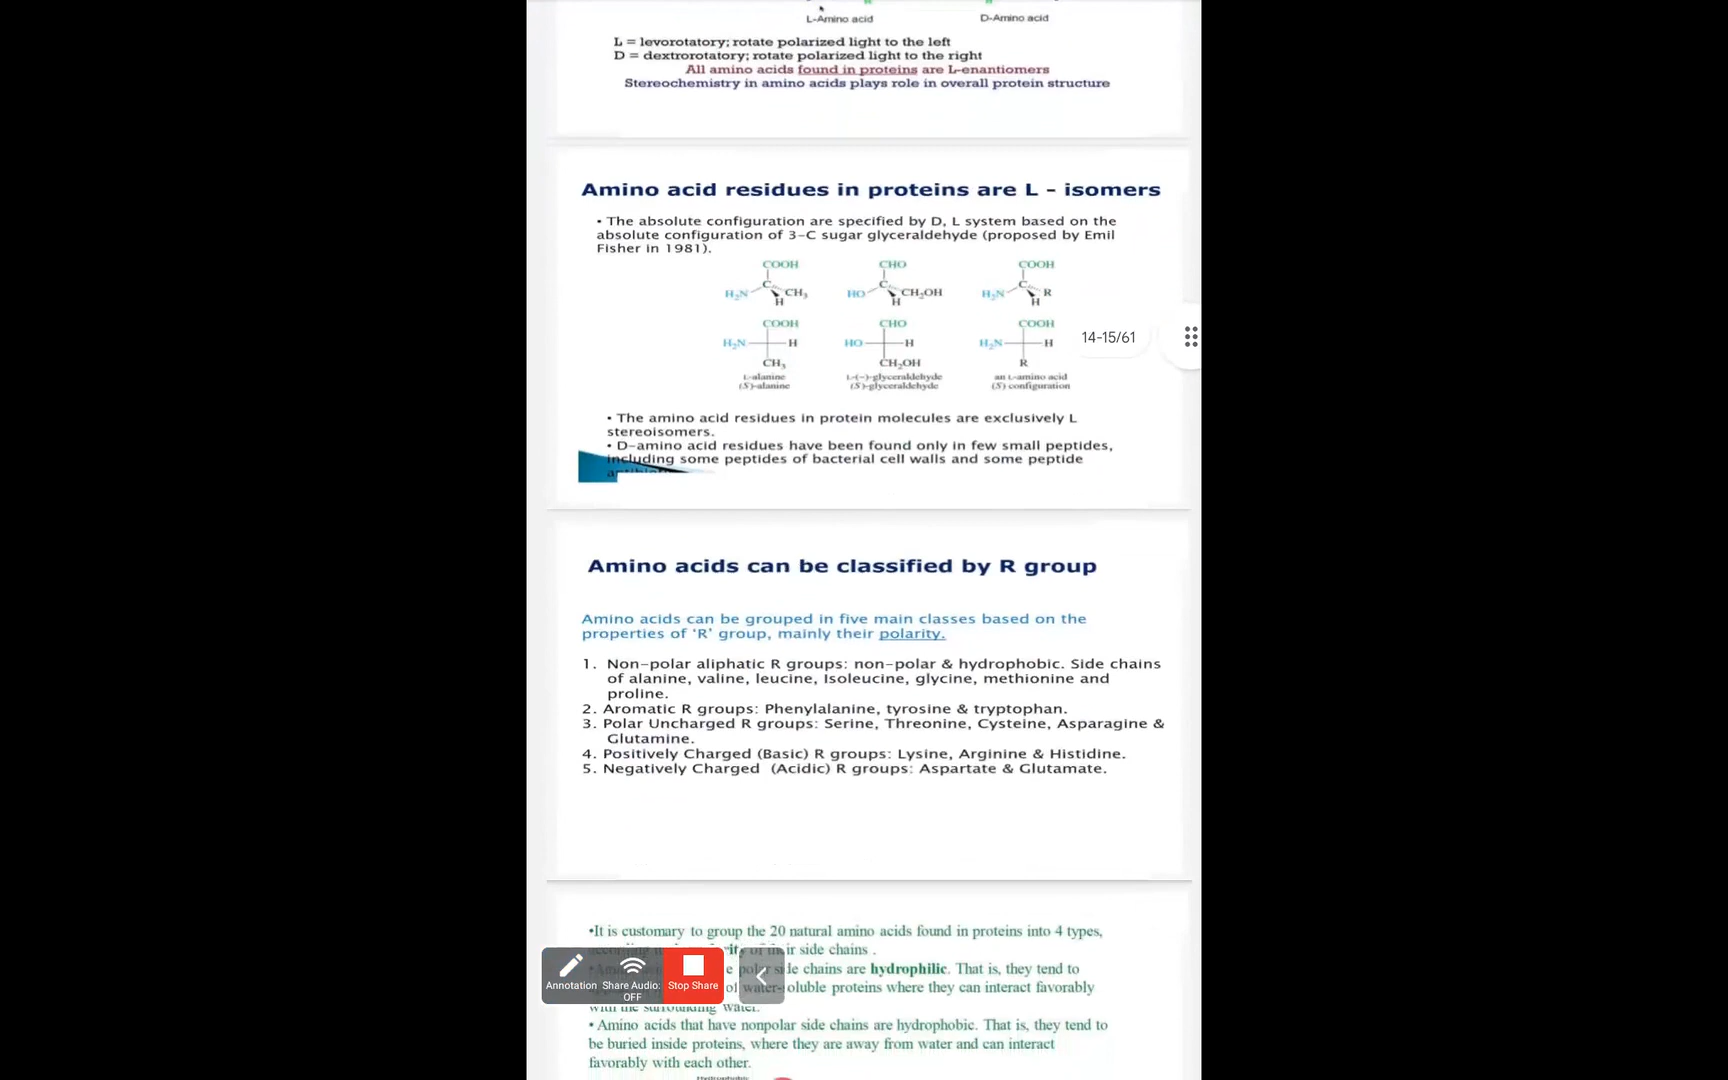 L-Amino acid D-Amino acid
L = levorotatory; rotate polarized light to the left
D = dextrorotatory; rotate polarized light to the right
All amino acids found in proteins are L-enantiomers
Stereochemistry in amino acids plays role in overall protein structure
Amino acid residues in proteins are L - isomers
• The absolute configuration are specified by D, L system based on the
absolute configuration of 3-C sugar glyceraldehyde (proposed by Emil
Fisher in 1981).
COOH CHO COOH
C C C
H₂N CH₃ HO CH₂OH H₂N R
H H H
COOH CHO COOH
H₂N H HO H H₂N H
CH₃ CH₂OH R
L-alanine L-(-)-glyceraldehyde an L-amino acid
(S)-alanine (S)-glyceraldehyde (S) configuration
14-15/61
• The amino acid residues in protein molecules are exclusively L
stereoisomers.
• D-amino acid residues have been found only in few small peptides,
including some peptides of bacterial cell walls and some peptide
Amino acids can be classified by R group
Amino acids can be grouped in five main classes based on the
properties of 'R' group, mainly their polarity.
1. Non-polar aliphatic R groups: non-polar & hydrophobic. Side chains
of alanine, valine, leucine, Isoleucine, glycine, methionine and
proline.
2. Aromatic R groups: Phenylalanine, tyrosine & tryptophan.
3. Polar Uncharged R groups: Serine, Threonine, Cysteine, Asparagine &
Glutamine.
4. Positively Charged (Basic) R groups: Lysine, Arginine & Histidine.
5. Negatively Charged (Acidic) R groups: Aspartate & Glutamate.
•It is customary to group the 20 natural amino acids found in proteins into 4 types,
side chains .
side chains are hydrophilic. That is, they tend to
of water-soluble proteins where they can interact favorably
with the surrounding water.
• Amino acids that have nonpolar side chains are hydrophobic. That is, they tend to
be buried inside proteins, where they are away from water and can interact
favorably with each other.
Hydrophobic
Annotation Share Audio: Stop Share
OFF